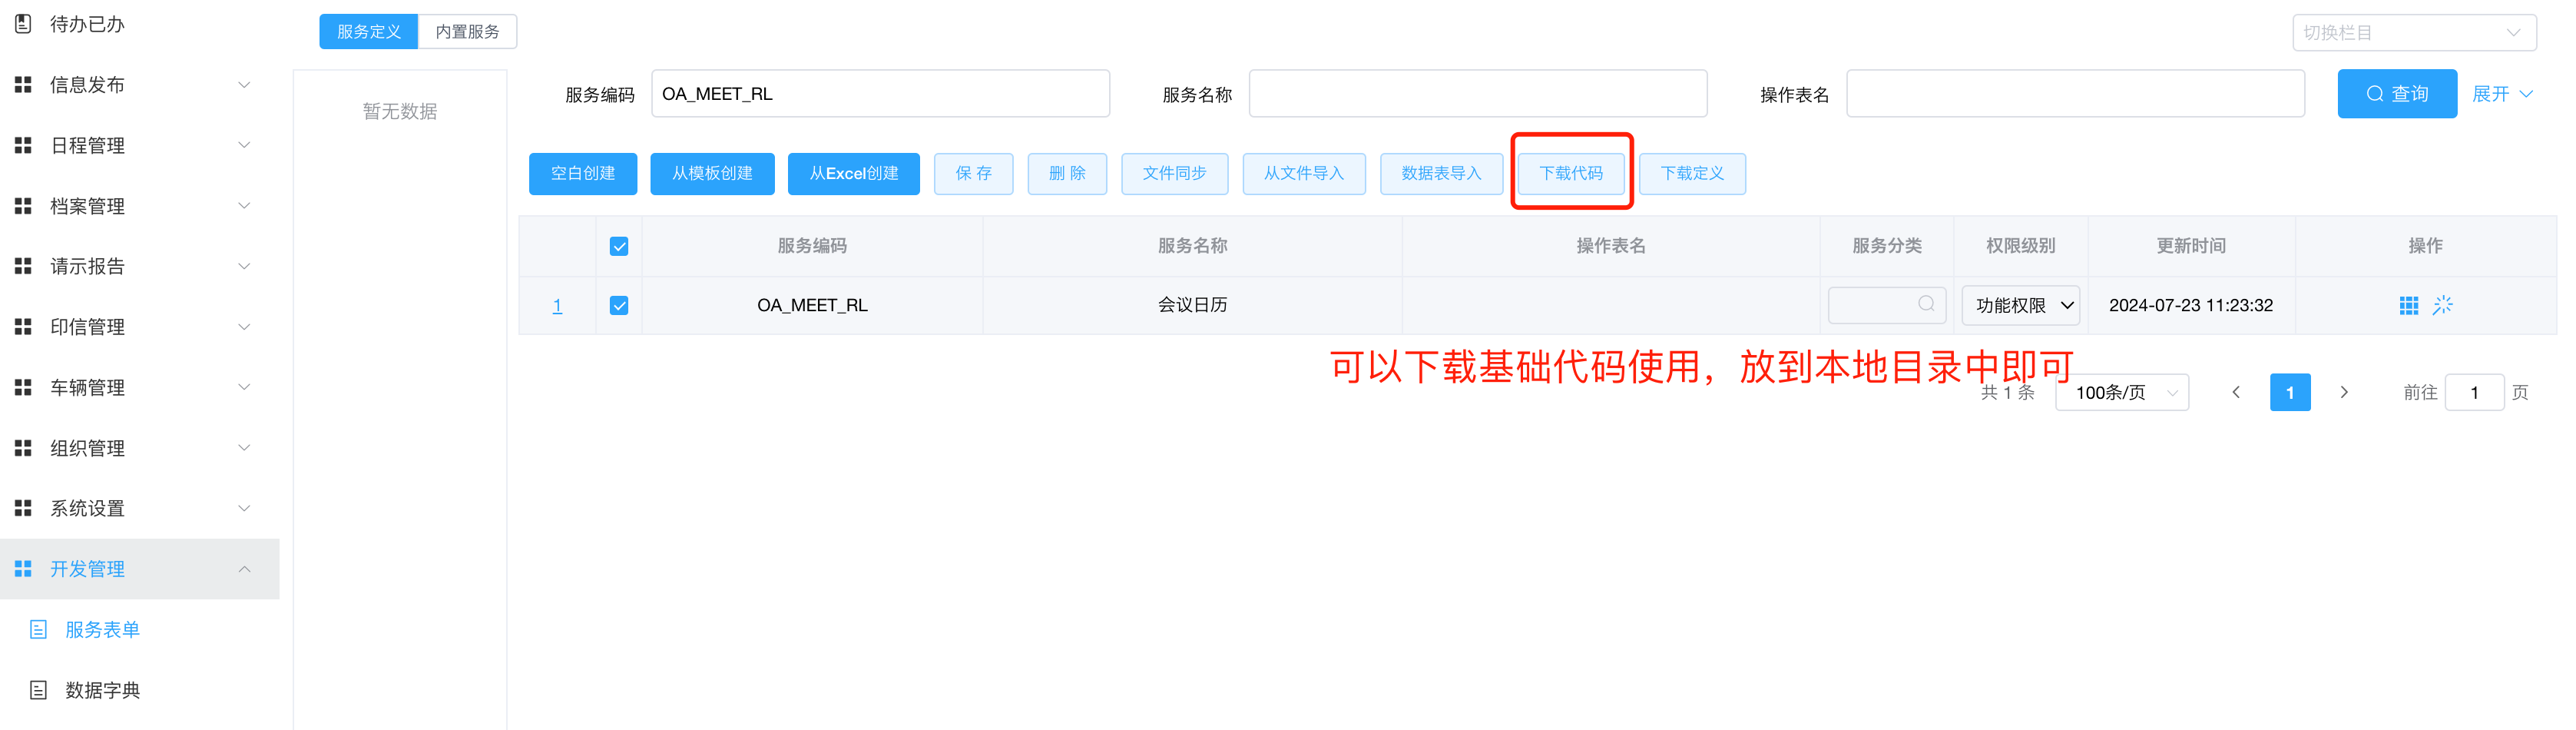 待办已办
信息发布
日程管理
档案管理
请示报告
印信管理
车辆管理
组织管理
系统设置
开发管理
服务表单
数据字典
服务定义 内置服务
切换栏目
暂无数据
服务编码 OA_MEET_RL 服务名称 操作表名 查询 展开
空白创建 从模板创建 从Excel创建 保 存 删 除 文件同步 从文件导入 数据表导入 下载代码 下载定义
服务编码 服务名称 操作表名 服务分类 权限级别 更新时间 操作
1 OA_MEET_RL 会议日历 功能权限 2024-07-23 11:23:32
可以下载基础代码使用，放到本地目录中即可
共 1 条 100条/页 1 前往 1 页